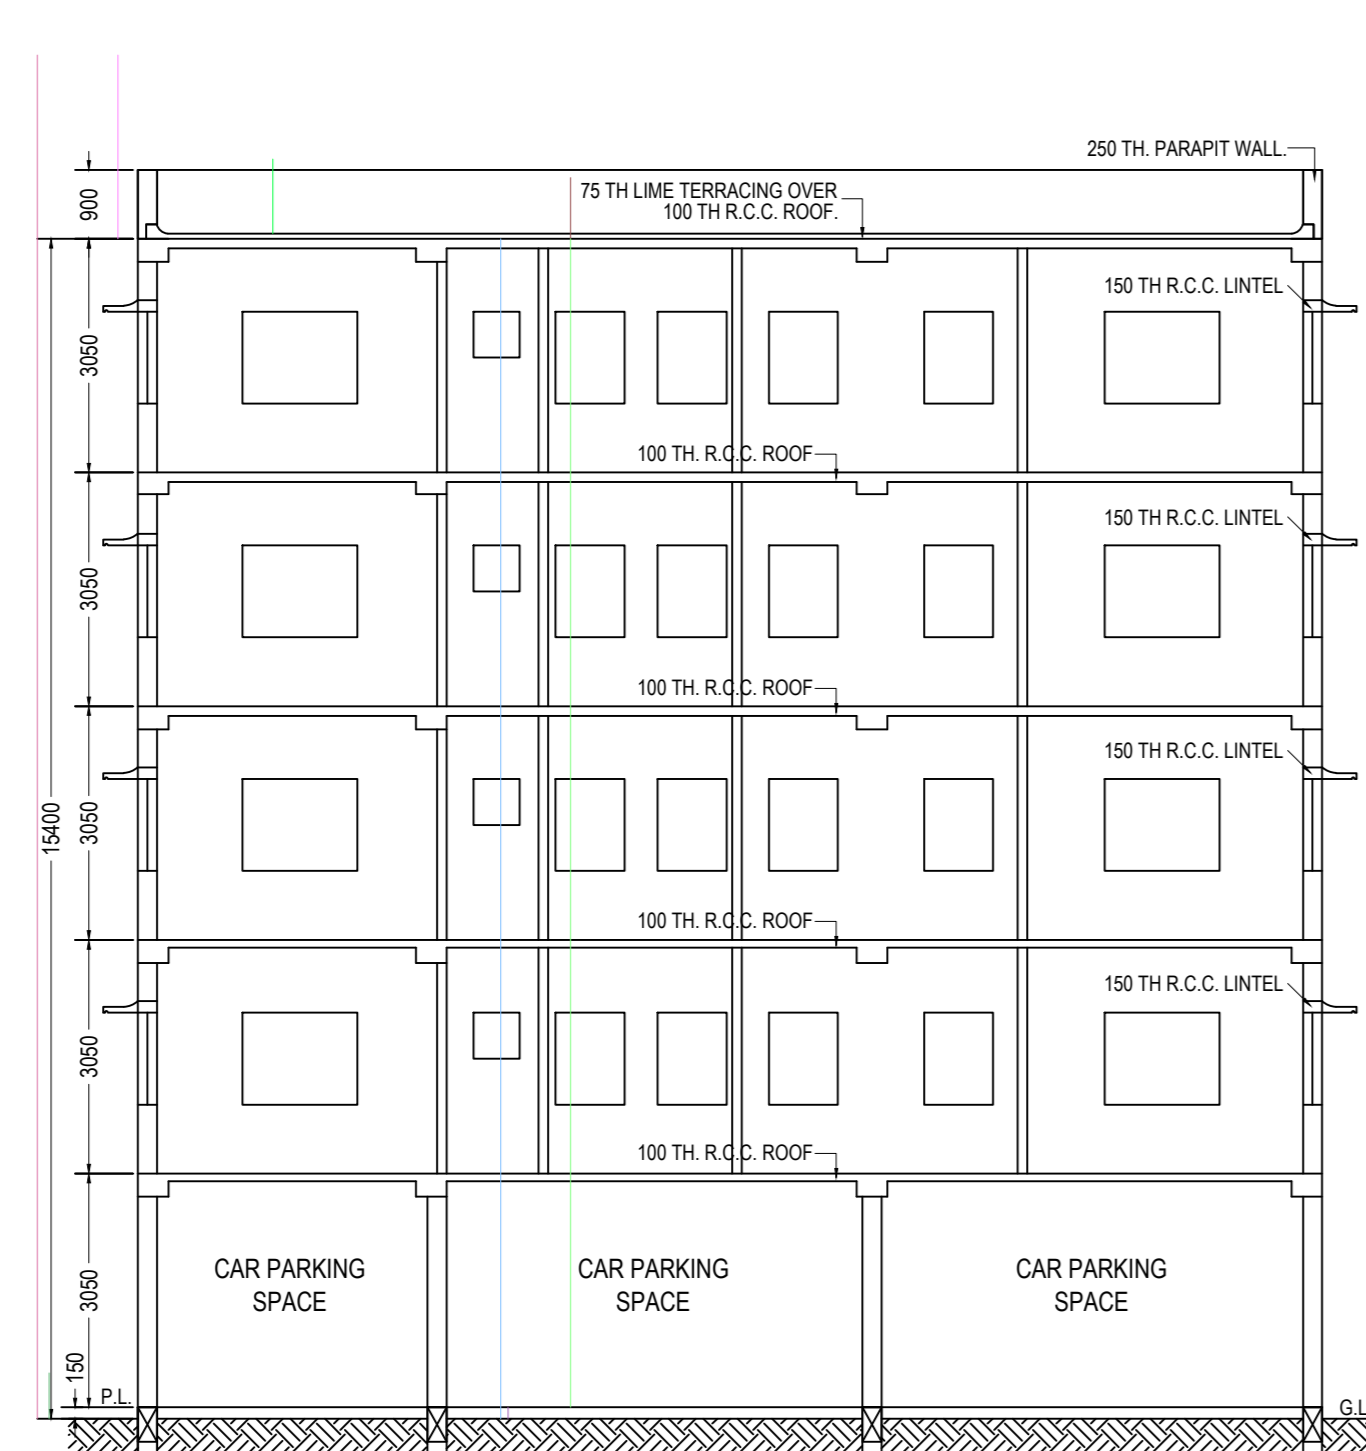 250 TH. PARAPIT WALL.
75 TH LIME TERRACING OVER
100 TH R.C.C. ROOF.
900
150 TH R.C.C. LINTEL
3050
100 TH. R.C.C. ROOF
150 TH R.C.C. LINTEL
3050
100 TH. R.C.C. ROOF
150 TH R.C.C. LINTEL
15400
3050
100 TH. R.C.C. ROOF
150 TH R.C.C. LINTEL
3050
100 TH. R.C.C. ROOF
CAR PARKING
SPACE
CAR PARKING
SPACE
CAR PARKING
SPACE
3050
150
P.L.
G.L